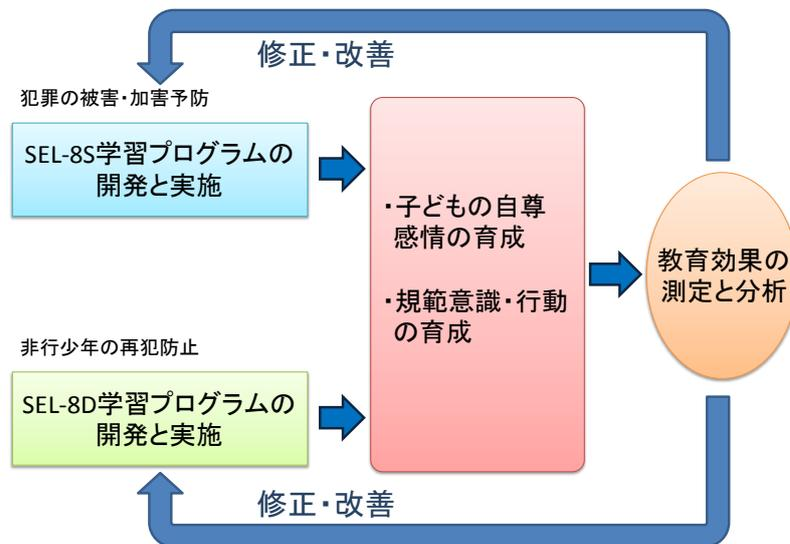 修正・改善
犯罪の被害・加害予防
SEL-8S学習プログラムの
開発と実施
・子どもの自尊
感情の育成
・規範意識・行動
の育成
教育効果の
測定と分析
非行少年の再犯防止
SEL-8D学習プログラムの
開発と実施
修正・改善